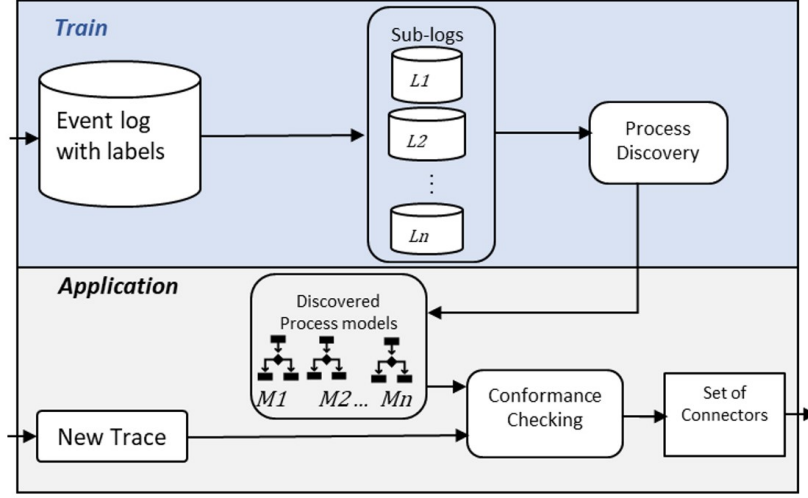 Train
Sub-logs
L1
Event log
with labels
L2
Process
Discovery
⋮
Ln
Application
Discovered
Process models
M1 M2 ... Mn
Conformance
Checking
Set of
Connectors
New Trace